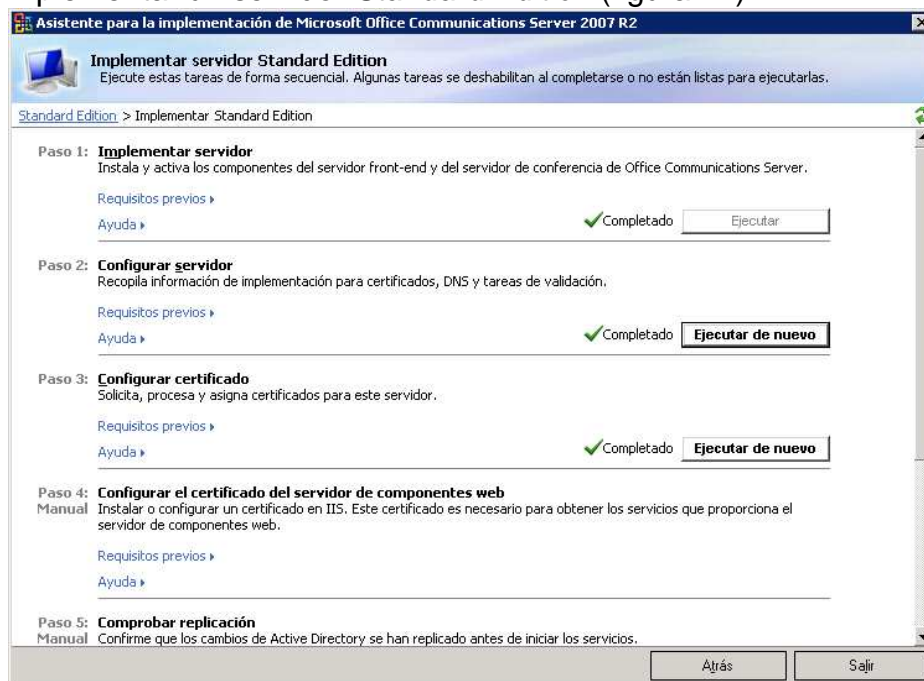 Asistente para la implementación de Microsoft Office Communications Server 2007 R2
Implementar servidor Standard Edition
Ejecute estas tareas de forma secuencial. Algunas tareas se deshabilitan al completarse o no están listas para ejecutarlas.
Standard Edition > Implementar Standard Edition
Paso 1: Implementar servidor
Instala y activa los componentes del servidor front-end y del servidor de conferencia de Office Communications Server.
Requisitos previos
Ayuda
Completado Ejecutar
Paso 2: Configurar servidor
Recopila información de implementación para certificados, DNS y tareas de validación.
Requisitos previos
Ayuda
Completado Ejecutar de nuevo
Paso 3: Configurar certificado
Solicita, procesa y asigna certificados para este servidor.
Requisitos previos
Ayuda
Completado Ejecutar de nuevo
Paso 4: Configurar el certificado del servidor de componentes web
Manual Instalar o configurar un certificado en IIS. Este certificado es necesario para obtener los servicios que proporciona el
servidor de componentes web.
Requisitos previos
Ayuda
Paso 5: Comprobar replicación
Manual Confirme que los cambios de Active Directory se han replicado antes de iniciar los servicios.
Atrás Salir